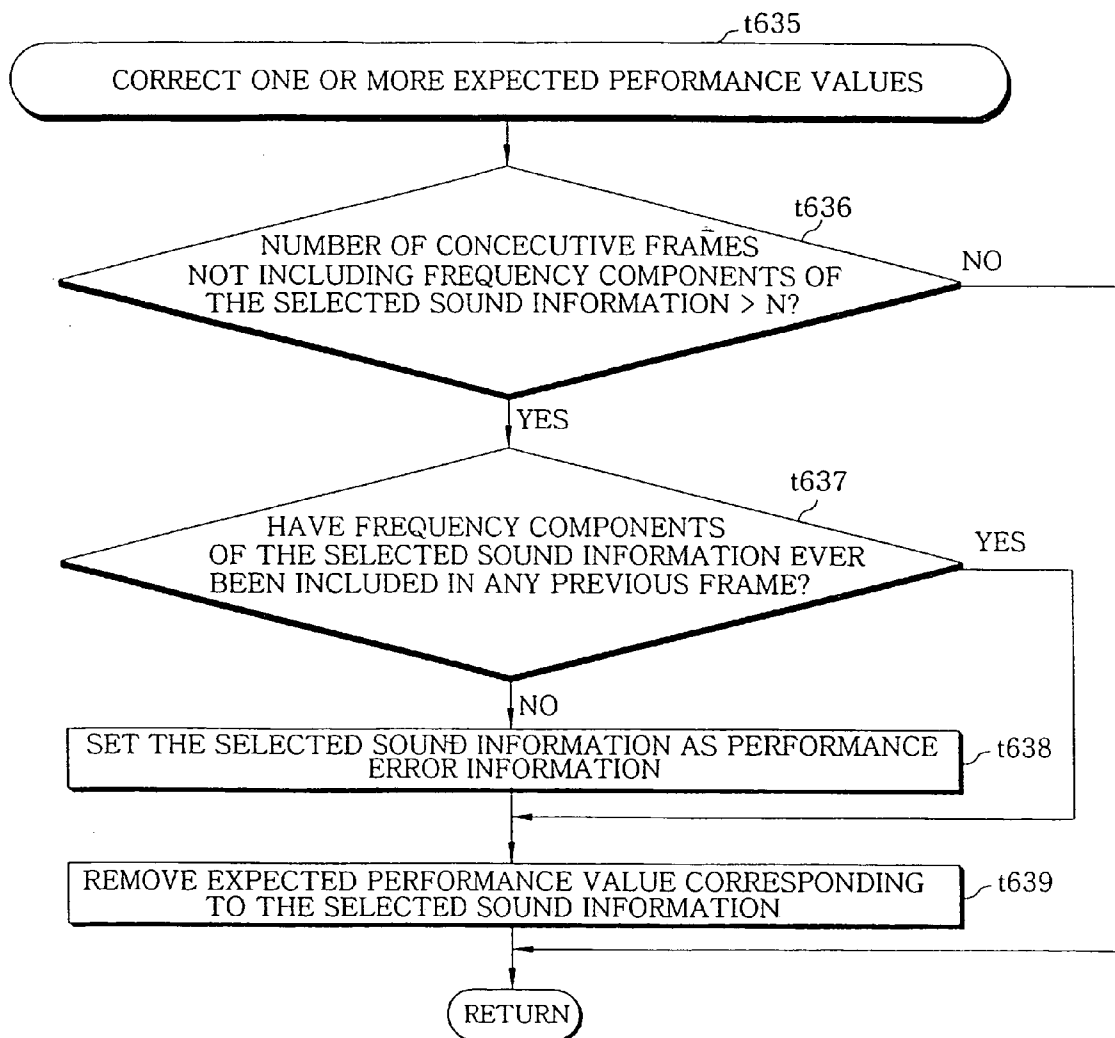 t635
CORRECT ONE OR MORE EXPECTED PEFORMANCE VALUES
t636
NUMBER OF CONCECUTIVE FRAMES
NOT INCLUDING FREQUENCY COMPONENTS OF
THE SELECTED SOUND INFORMATION > N?
NO
YES
t637
HAVE FREQUENCY COMPONENTS
OF THE SELECTED SOUND INFORMATION EVER
BEEN INCLUDED IN ANY PREVIOUS FRAME?
YES
NO
SET THE SELECTED SOUND INFORMATION AS PERFORMANCE
ERROR INFORMATION
t638
REMOVE EXPECTED PERFORMANCE VALUE CORRESPONDING
TO THE SELECTED SOUND INFORMATION
t639
RETURN